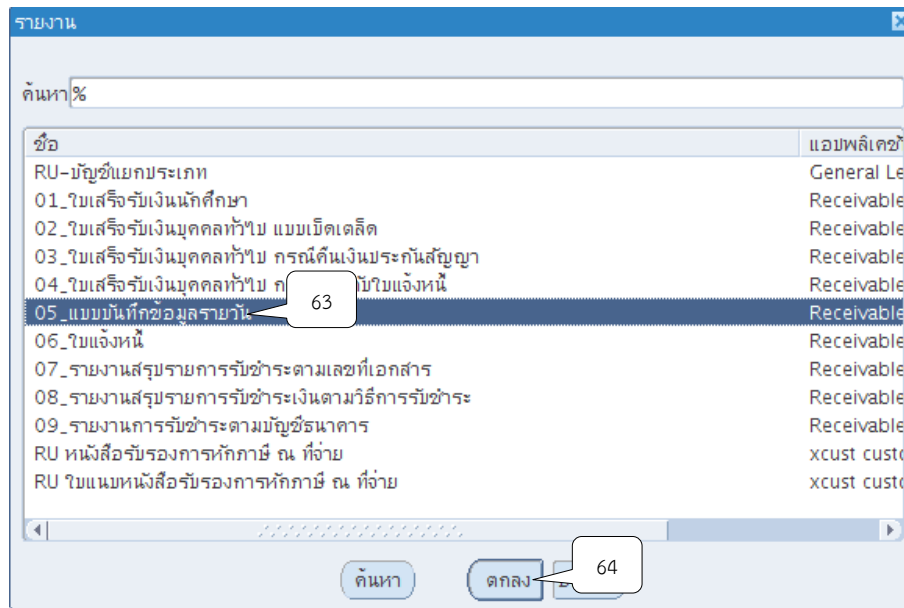 รายงาน
ค้นหา %
ชื่อ แอปพลิเคชั
RU-บัญชีแยกประเภท General Le
01_ใบเสร็จรับเงินนักศึกษา Receivable
02_ใบเสร็จรับเงินบุคคลทั่วไป แบบเบ็ดเตล็ด Receivable
03_ใบเสร็จรับเงินบุคคลทั่วไป กรณีคืนเงินประกันสัญญา Receivable
04_ใบเสร็จรับเงินบุคคลทั่วไป ก บใบแจ้งหนี้ Receivable
63
05_แบบบันทึกข้อมูลรายวัน Receivable
06_ใบแจ้งหนี้ Receivable
07_รายงานสรุปรายการรับชำระตามเลขที่เอกสาร Receivable
08_รายงานสรุปรายการรับชำระเงินตามวิธีการรับชำระ Receivable
09_รายงานการรับชำระตามบัญชีธนาคาร Receivable
RU หนังสือรับรองการหักภาษี ณ ที่จ่าย xcust custo
RU ใบแนบหนังสือรับรองการหักภาษี ณ ที่จ่าย xcust custo
ค้นหา ตกลง 64